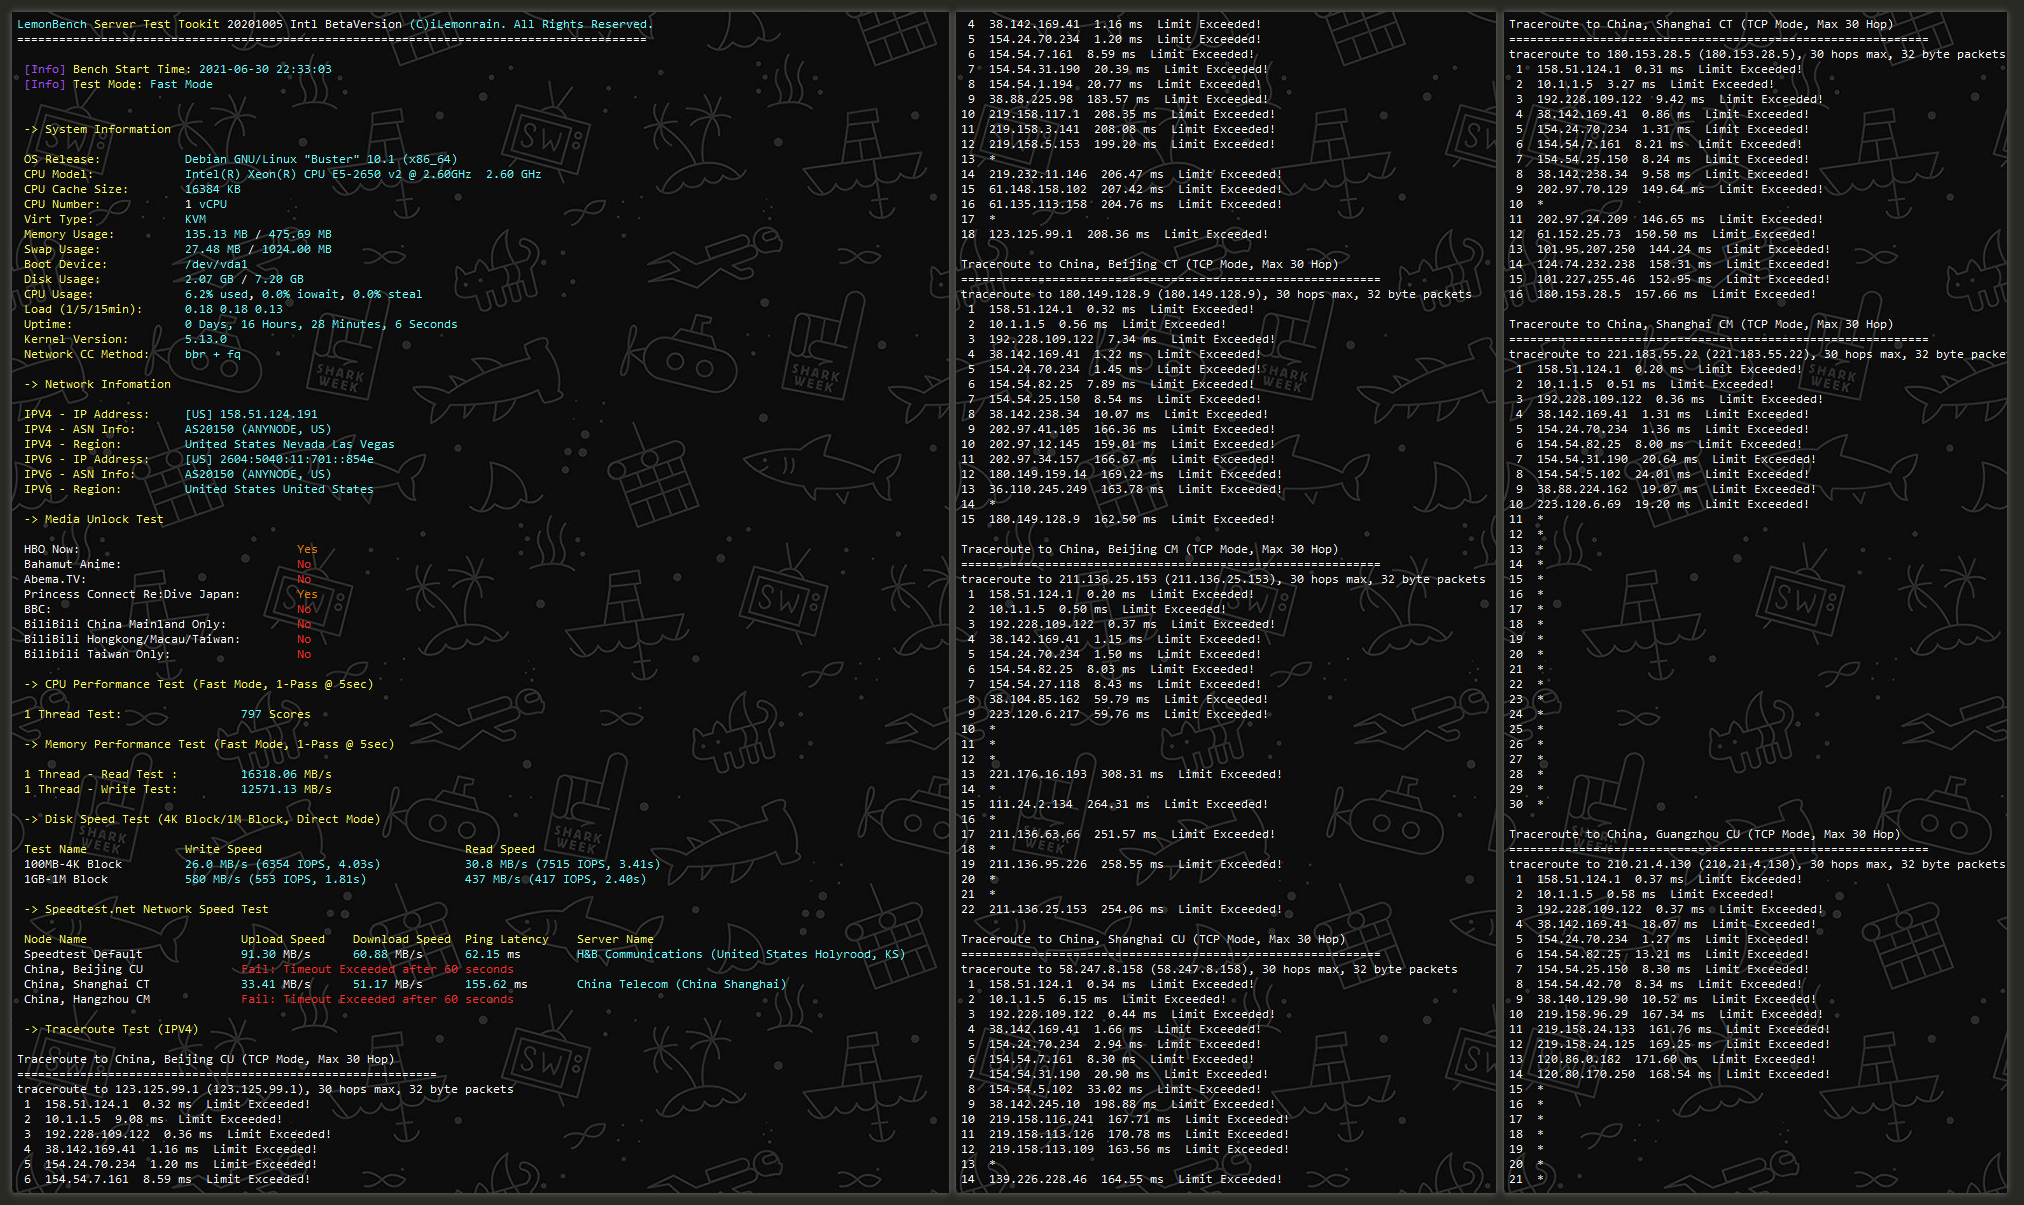 LemonBench Server Test Tookit 20201005 Intl BetaVersion (C)iLemonrain. All Rights Reserved.
==========================================================================================
[Info] Bench Start Time: 2021-06-30 22:33:03
[Info] Test Mode: Fast Mode
-> System Information
OS Release: Debian GNU/Linux "Buster" 10.1 (x86_64)
CPU Model: Intel(R) Xeon(R) CPU E5-2650 v2 @ 2.60GHz 2.60 GHz
CPU Cache Size: 16384 KB
CPU Number: 1 vCPU
Virt Type: KVM
Memory Usage: 135.13 MB / 475.69 MB
Swap Usage: 27.48 MB / 1024.00 MB
Boot Device: /dev/vda1
Disk Usage: 2.07 GB / 7.20 GB
CPU Usage: 6.2% used, 0.0% iowait, 0.0% steal
Load (1/5/15min): 0.18 0.18 0.13
Uptime: 0 Days, 16 Hours, 28 Minutes, 6 Seconds
Kernel Version: 5.13.0
Network CC Method: bbr + fq
-> Network Infomation
IPV4 - IP Address: [US] 158.51.124.191
IPV4 - ASN Info: AS20150 (ANYNODE, US)
IPV4 - Region: United States Nevada Las Vegas
IPV6 - IP Address: [US] 2604:5040:11:701::854e
IPV6 - ASN Info: AS20150 (ANYNODE, US)
IPV6 - Region: United States United States
-> Media Unlock Test
HBO Now: Yes
Bahamut Anime: No
Abema.TV: No
Princess Connect Re:Dive Japan: Yes
BBC: No
BiliBili China Mainland Only: No
BiliBili Hongkong/Macau/Taiwan: No
Bilibili Taiwan Only: No
-> CPU Performance Test (Fast Mode, 1-Pass @ 5sec)
1 Thread Test: 797 Scores
-> Memory Performance Test (Fast Mode, 1-Pass @ 5sec)
1 Thread - Read Test : 16318.06 MB/s
1 Thread - Write Test: 12571.13 MB/s
-> Disk Speed Test (4K Block/1M Block, Direct Mode)
Test Name Write Speed Read Speed
100MB-4K Block 26.0 MB/s (6354 IOPS, 4.03s) 30.8 MB/s (7515 IOPS, 3.41s)
1GB-1M Block 580 MB/s (553 IOPS, 1.81s) 437 MB/s (417 IOPS, 2.40s)
-> Speedtest.net Network Speed Test
Node Name Upload Speed Download Speed Ping Latency Server Name
Speedtest Default 91.30 MB/s 60.88 MB/s 62.15 ms H&B Communications (United States Holyrood, KS)
China, Beijing CU Fail: Timeout Exceeded after 60 seconds
China, Shanghai CT 33.41 MB/s 51.17 MB/s 155.62 ms China Telecom (China Shanghai)
China, Hangzhou CM Fail: Timeout Exceeded after 60 seconds
-> Traceroute Test (IPV4)
Traceroute to China, Beijing CU (TCP Mode, Max 30 Hop)
============================================================
traceroute to 123.125.99.1 (123.125.99.1), 30 hops max, 32 byte packets
1 158.51.124.1 0.32 ms Limit Exceeded!
2 10.1.1.5 9.08 ms Limit Exceeded!
3 192.228.109.122 0.36 ms Limit Exceeded!
4 38.142.169.41 1.16 ms Limit Exceeded!
5 154.24.70.234 1.20 ms Limit Exceeded!
6 154.54.7.161 8.59 ms Limit Exceeded!
4 38.142.169.41 1.16 ms Limit Exceeded!
5 154.24.70.234 1.20 ms Limit Exceeded!
6 154.54.7.161 8.59 ms Limit Exceeded!
7 154.54.31.190 20.39 ms Limit Exceeded!
8 154.54.1.194 20.77 ms Limit Exceeded!
9 38.88.225.98 183.57 ms Limit Exceeded!
10 219.158.117.1 208.35 ms Limit Exceeded!
11 219.158.3.141 208.08 ms Limit Exceeded!
12 219.158.5.153 199.20 ms Limit Exceeded!
13 *
14 219.232.11.146 206.47 ms Limit Exceeded!
15 61.148.158.102 207.42 ms Limit Exceeded!
16 61.135.113.158 204.76 ms Limit Exceeded!
17 *
18 123.125.99.1 208.36 ms Limit Exceeded!
Traceroute to China, Beijing CT (TCP Mode, Max 30 Hop)
============================================================
traceroute to 180.149.128.9 (180.149.128.9), 30 hops max, 32 byte packets
1 158.51.124.1 0.32 ms Limit Exceeded!
2 10.1.1.5 0.56 ms Limit Exceeded!
3 192.228.109.122 7.34 ms Limit Exceeded!
4 38.142.169.41 1.22 ms Limit Exceeded!
5 154.24.70.234 1.45 ms Limit Exceeded!
6 154.54.82.25 7.89 ms Limit Exceeded!
7 154.54.25.150 8.54 ms Limit Exceeded!
8 38.142.238.34 10.07 ms Limit Exceeded!
9 202.97.41.105 166.36 ms Limit Exceeded!
10 202.97.12.145 159.01 ms Limit Exceeded!
11 202.97.34.157 166.67 ms Limit Exceeded!
12 180.149.159.14 169.22 ms Limit Exceeded!
13 36.110.245.249 163.78 ms Limit Exceeded!
14 *
15 180.149.128.9 162.50 ms Limit Exceeded!
Traceroute to China, Beijing CM (TCP Mode, Max 30 Hop)
============================================================
traceroute to 211.136.25.153 (211.136.25.153), 30 hops max, 32 byte packets
1 158.51.124.1 0.20 ms Limit Exceeded!
2 10.1.1.5 0.50 ms Limit Exceeded!
3 192.228.109.122 0.37 ms Limit Exceeded!
4 38.142.169.41 1.15 ms Limit Exceeded!
5 154.24.70.234 1.50 ms Limit Exceeded!
6 154.54.82.25 8.03 ms Limit Exceeded!
7 154.54.27.118 8.43 ms Limit Exceeded!
8 38.104.85.162 59.79 ms Limit Exceeded!
9 223.120.6.217 59.76 ms Limit Exceeded!
10 *
11 *
12 *
13 221.176.16.193 308.31 ms Limit Exceeded!
14 *
15 111.24.2.134 264.31 ms Limit Exceeded!
16 *
17 211.136.63.66 251.57 ms Limit Exceeded!
18 *
19 211.136.95.226 258.55 ms Limit Exceeded!
20 *
21 *
22 211.136.25.153 254.06 ms Limit Exceeded!
Traceroute to China, Shanghai CU (TCP Mode, Max 30 Hop)
============================================================
traceroute to 58.247.8.158 (58.247.8.158), 30 hops max, 32 byte packets
1 158.51.124.1 0.34 ms Limit Exceeded!
2 10.1.1.5 6.15 ms Limit Exceeded!
3 192.228.109.122 0.44 ms Limit Exceeded!
4 38.142.169.41 1.66 ms Limit Exceeded!
5 154.24.70.234 2.94 ms Limit Exceeded!
6 154.54.7.161 8.30 ms Limit Exceeded!
7 154.54.31.190 20.90 ms Limit Exceeded!
8 154.54.5.102 33.02 ms Limit Exceeded!
9 38.142.245.10 198.88 ms Limit Exceeded!
10 219.158.116.241 167.71 ms Limit Exceeded!
11 219.158.113.126 170.78 ms Limit Exceeded!
12 219.158.113.109 163.56 ms Limit Exceeded!
13 *
14 139.226.228.46 164.55 ms Limit Exceeded!
Traceroute to China, Shanghai CT (TCP Mode, Max 30 Hop)
============================================================
traceroute to 180.153.28.5 (180.153.28.5), 30 hops max, 32 byte packets
1 158.51.124.1 0.31 ms Limit Exceeded!
2 10.1.1.5 3.27 ms Limit Exceeded!
3 192.228.109.122 9.42 ms Limit Exceeded!
4 38.142.169.41 0.86 ms Limit Exceeded!
5 154.24.70.234 1.31 ms Limit Exceeded!
6 154.54.7.161 8.21 ms Limit Exceeded!
7 154.54.25.150 8.24 ms Limit Exceeded!
8 38.142.238.34 9.58 ms Limit Exceeded!
9 202.97.70.129 149.64 ms Limit Exceeded!
10 *
11 202.97.24.209 146.65 ms Limit Exceeded!
12 61.152.25.73 150.50 ms Limit Exceeded!
13 101.95.207.250 144.24 ms Limit Exceeded!
14 124.74.232.238 158.31 ms Limit Exceeded!
15 101.227.255.46 152.95 ms Limit Exceeded!
16 180.153.28.5 157.66 ms Limit Exceeded!
Traceroute to China, Shanghai CM (TCP Mode, Max 30 Hop)
============================================================
traceroute to 221.183.55.22 (221.183.55.22), 30 hops max, 32 byte packe
1 158.51.124.1 0.20 ms Limit Exceeded!
2 10.1.1.5 0.51 ms Limit Exceeded!
3 192.228.109.122 0.36 ms Limit Exceeded!
4 38.142.169.41 1.31 ms Limit Exceeded!
5 154.24.70.234 1.36 ms Limit Exceeded!
6 154.54.82.25 8.00 ms Limit Exceeded!
7 154.54.31.190 20.64 ms Limit Exceeded!
8 154.54.5.102 24.01 ms Limit Exceeded!
9 38.88.224.162 19.07 ms Limit Exceeded!
10 223.120.6.69 19.20 ms Limit Exceeded!
11 *
12 *
13 *
14 *
15 *
16 *
17 *
18 *
19 *
20 *
21 *
22 *
23 *
24 *
25 *
26 *
27 *
28 *
29 *
30 *
Traceroute to China, Guangzhou CU (TCP Mode, Max 30 Hop)
============================================================
traceroute to 210.21.4.130 (210.21.4.130), 30 hops max, 32 byte packets
1 158.51.124.1 0.37 ms Limit Exceeded!
2 10.1.1.5 0.58 ms Limit Exceeded!
3 192.228.109.122 0.37 ms Limit Exceeded!
4 38.142.169.41 18.07 ms Limit Exceeded!
5 154.24.70.234 1.27 ms Limit Exceeded!
6 154.54.82.25 13.21 ms Limit Exceeded!
7 154.54.25.150 8.30 ms Limit Exceeded!
8 154.54.42.70 8.34 ms Limit Exceeded!
9 38.140.129.90 10.52 ms Limit Exceeded!
10 219.158.96.29 167.34 ms Limit Exceeded!
11 219.158.24.133 161.76 ms Limit Exceeded!
12 219.158.24.125 169.25 ms Limit Exceeded!
13 120.86.0.182 171.60 ms Limit Exceeded!
14 120.80.170.250 168.54 ms Limit Exceeded!
15 *
16 *
17 *
18 *
19 *
20 *
21 *